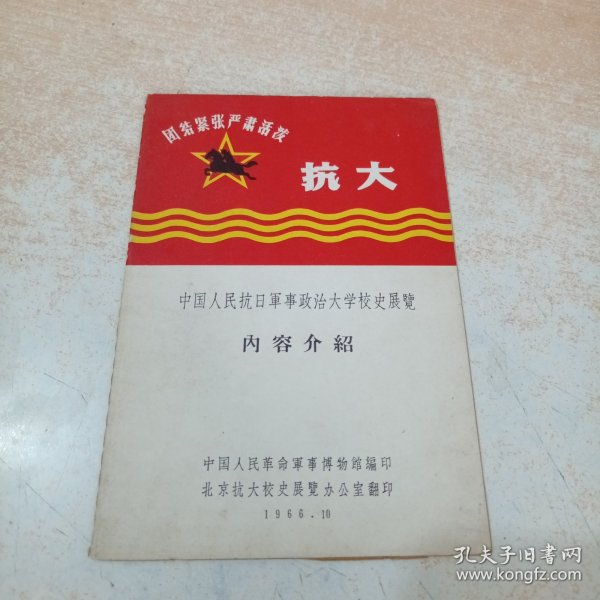 团结紧张严肃活泼
抗大
中国人民抗日軍事政治大学校史展覽
內容介紹
中国人民革命軍事博物館編印
北京抗大校史展覽办公室翻印
1966.10
孔夫子旧书网
www.kongfz.com